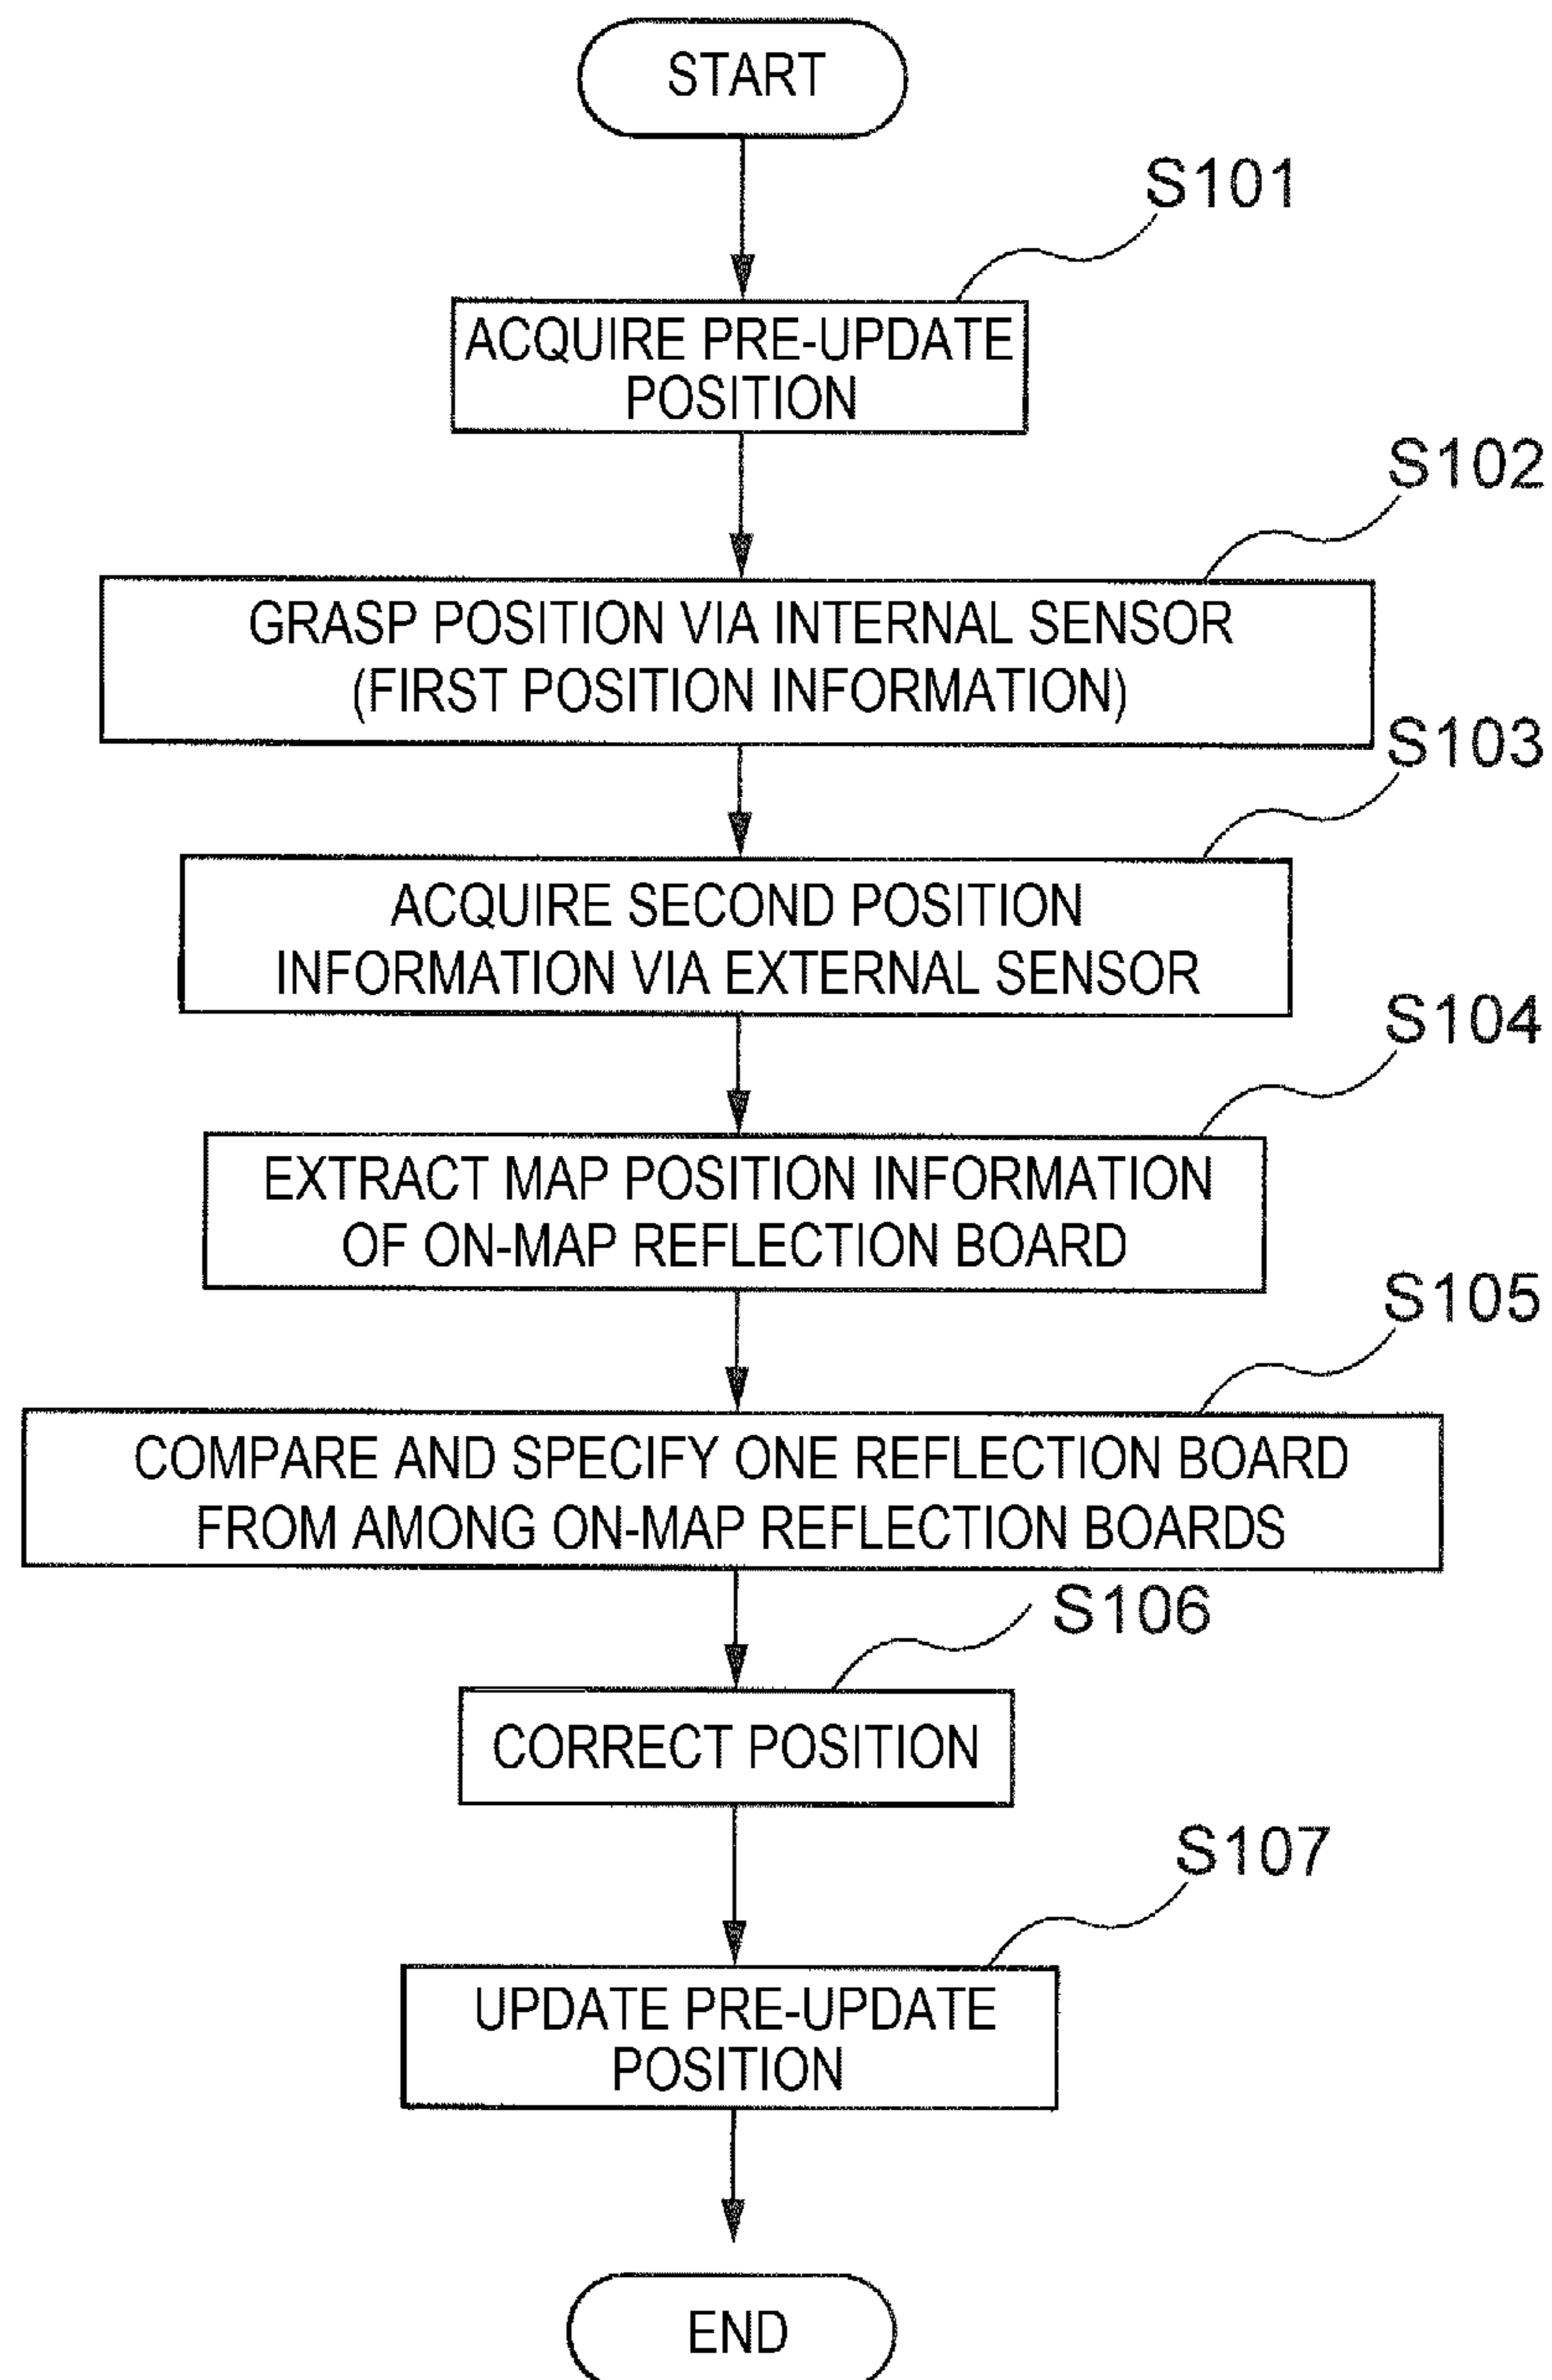 START
S101
ACQUIRE PRE-UPDATE
POSITION
S102
GRASP POSITION VIA INTERNAL SENSOR
(FIRST POSITION INFORMATION)
S103
ACQUIRE SECOND POSITION
INFORMATION VIA EXTERNAL SENSOR
S104
EXTRACT MAP POSITION INFORMATION
OF ON-MAP REFLECTION BOARD
S105
COMPARE AND SPECIFY ONE REFLECTION BOARD
FROM AMONG ON-MAP REFLECTION BOARDS
S106
CORRECT POSITION
S107
UPDATE PRE-UPDATE
POSITION
END